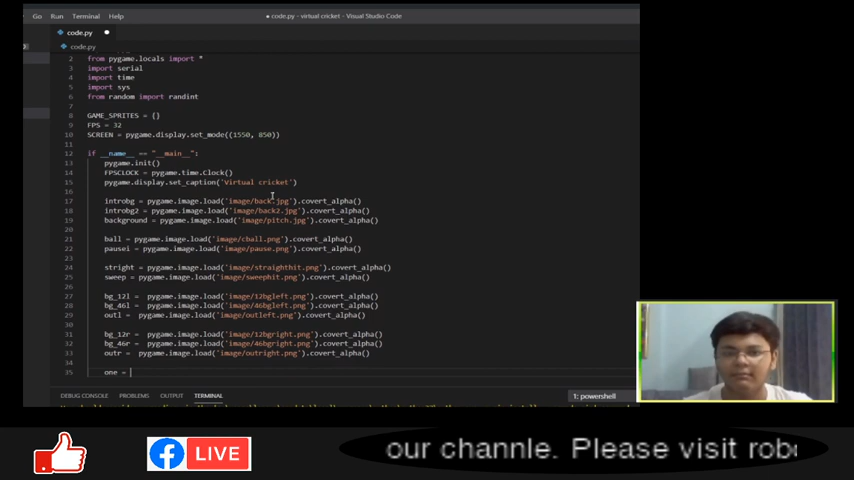 Go Run Terminal Help
● code.py - virtual cricket - Visual Studio Code
code.py ●
code.py
2 from pygame.locals import *
3 import serial
4 import time
5 import sys
6 from random import randint
7
8 GAME_SPRITES = {}
9 FPS = 32
10 SCREEN = pygame.display.set_mode((1550, 850))
11
12 if __name__ == "__main__":
13 pygame.init()
14 FPSCLOCK = pygame.time.Clock()
15 pygame.display.set_caption('Virtual cricket')
16
17 introbg = pygame.image.load('image/back.jpg').covert_alpha()
18 introbg2 = pygame.image.load('image/back2.jpg').covert_alpha()
19 background = pygame.image.load('image/pitch.jpg').covert_alpha()
20
21 ball = pygame.image.load('image/cball.png').covert_alpha()
22 pausei = pygame.image.load('image/pause.png').covert_alpha()
23
24 stright = pygame.image.load('image/straighthit.png').covert_alpha()
25 sweep = pygame.image.load('image/sweephit.png').covert_alpha()
26
27 bg_12l = pygame.image.load('image/12bgleft.png').covert_alpha()
28 bg_46l = pygame.image.load('image/46bgleft.png').covert_alpha()
29 outl = pygame.image.load('image/outleft.png').covert_alpha()
30
31 bg_12r = pygame.image.load('image/12bgright.png').covert_alpha()
32 bg_46r = pygame.image.load('image/46bgright.png').covert_alpha()
33 outr = pygame.image.load('image/outright.png').covert_alpha()
34
35 one =
DEBUG CONSOLE PROBLEMS OUTPUT TERMINAL 1: powershell
LIVE
our channle. Please visit rob